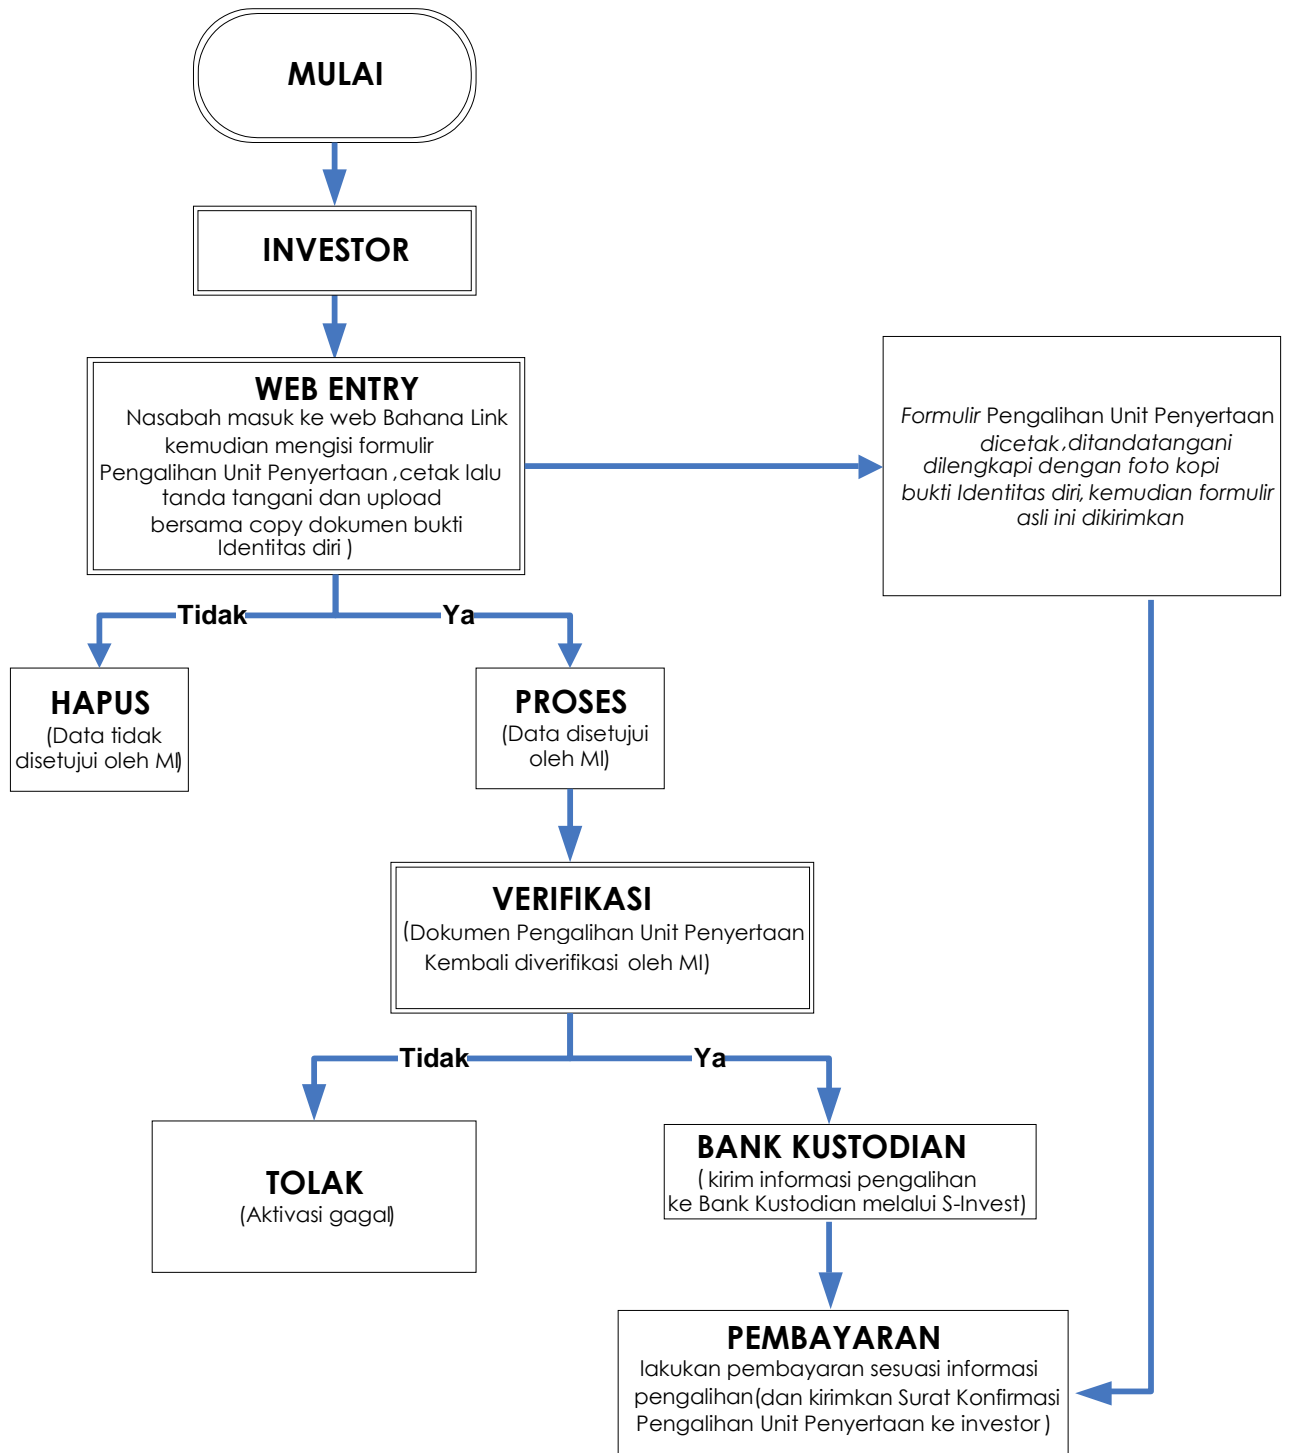 MULAI
INVESTOR
WEB ENTRY
Nasabah masuk ke web Bahana Link
kemudian mengisi formulir
Pengalihan Unit Penyertaan ,cetak lalu
tanda tangani dan upload
bersama copy dokumen bukti
Identitas diri )
Formulir Pengalihan Unit Penyertaan
dicetak, ditandatangani
dilengkapi dengan foto kopi
bukti Identitas diri, kemudian formulir
asli ini dikirimkan
Tidak
Ya
HAPUS
(Data tidak
disetujui oleh MI)
PROSES
(Data disetujui
oleh MI)
VERIFIKASI
(Dokumen Pengalihan Unit Penyertaan
Kembali diverifikasi oleh MI)
Tidak
Ya
TOLAK
(Aktivasi gagal)
BANK KUSTODIAN
( kirim informasi pengalihan
ke Bank Kustodian melalui S-Invest)
PEMBAYARAN
lakukan pembayaran sesuasi informasi
pengalihan(dan kirimkan Surat Konfirmasi
Pengalihan Unit Penyertaan ke investor )